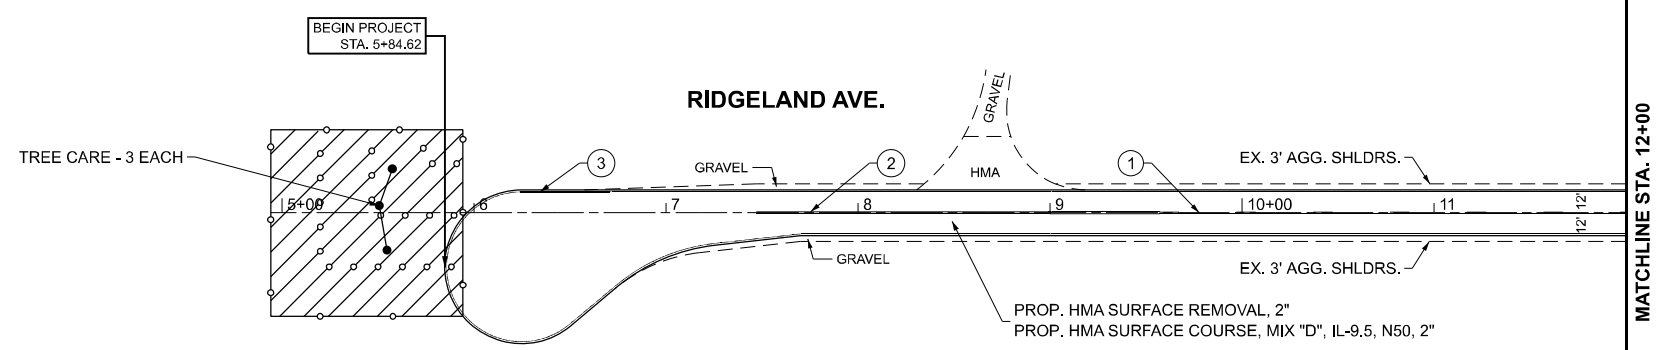 BEGIN PROJECT
STA. 5+84.62
RIDGELAND AVE.
TREE CARE - 3 EACH
3
GRAVEL
2
GRAVEL
HMA
1
EX. 3' AGG. SHLDRS.
5+00
6
7
8
9
10+00
11
12'
12'
GRAVEL
EX. 3' AGG. SHLDRS.
PROP. HMA SURFACE REMOVAL, 2"
PROP. HMA SURFACE COURSE, MIX "D", IL-9.5, N50, 2"
MATCHLINE STA. 12+00